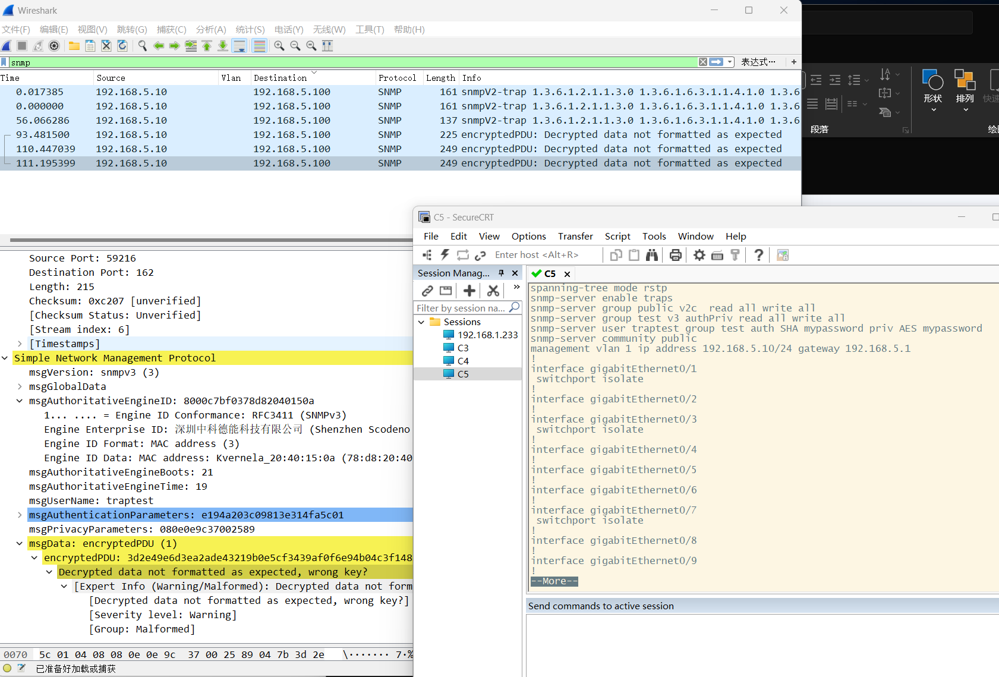 Wireshark
文件(F) 编辑(E) 视图(V) 跳转(G) 捕获(C) 分析(A) 统计(S) 电话(Y) 无线(W) 工具(T) 帮助(H)
snmp
表达式… +
Time Source Vlan Destination Protocol Length Info
0.017385 192.168.5.10 192.168.5.100 SNMP 161 snmpV2-trap 1.3.6.1.2.1.1.3.0 1.3.6.1.6.3.1.1.4.1.0 1.3.6
0.000000 192.168.5.10 192.168.5.100 SNMP 161 snmpV2-trap 1.3.6.1.2.1.1.3.0 1.3.6.1.6.3.1.1.4.1.0 1.3.6
56.066286 192.168.5.10 192.168.5.100 SNMP 137 snmpV2-trap 1.3.6.1.2.1.1.3.0 1.3.6.1.6.3.1.1.4.1.0 1.3.6
93.481500 192.168.5.10 192.168.5.100 SNMP 225 encryptedPDU: Decrypted data not formatted as expected
110.447039 192.168.5.10 192.168.5.100 SNMP 249 encryptedPDU: Decrypted data not formatted as expected
111.195399 192.168.5.10 192.168.5.100 SNMP 249 encryptedPDU: Decrypted data not formatted as expected
形状 排列 快速
段落
Source Port: 59216
Destination Port: 162
Length: 215
Checksum: 0xc207 [unverified]
[Checksum Status: Unverified]
[Stream index: 6]
[Timestamps]
Simple Network Management Protocol
msgVersion: snmpv3 (3)
msgGlobalData
msgAuthoritativeEngineID: 8000c7bf0378d82040150a
1... .... = Engine ID Conformance: RFC3411 (SNMPv3)
Engine Enterprise ID: 深圳中科德能科技有限公司 (Shenzhen Scodeno
Engine ID Format: MAC address (3)
Engine ID Data: MAC address: Kvernela_20:40:15:0a (78:d8:20:40
msgAuthoritativeEngineBoots: 21
msgAuthoritativeEngineTime: 19
msgUserName: traptest
msgAuthenticationParameters: e194a203c09813e314fa5c01
msgPrivacyParameters: 080e0e9c37002589
msgData: encryptedPDU (1)
encryptedPDU: 3d2e49e6d3ea2ade43219b0e5cf3439af0f6e94b04c3f148
Decrypted data not formatted as expected, wrong key?
[Expert Info (Warning/Malformed): Decrypted data not form
[Decrypted data not formatted as expected, wrong key?]
[Severity level: Warning]
[Group: Malformed]
0070 5c 01 04 08 08 0e 0e 9c 37 00 25 89 04 7b 3d 2e \······· 7·%
已准备好加载或捕获
C5 - SecureCRT
File Edit View Options Transfer Script Tools Window Help
Enter host <Alt+R>
Session Manag...
Filter by session na...
Sessions
192.168.1.233
C3
C4
C5
C5
spanning-tree mode rstp
snmp-server enable traps
snmp-server group public v2c  read all write all
snmp-server group test v3 authPriv read all write all
snmp-server user traptest group test auth SHA mypassword priv AES mypassword
snmp-server community public
management vlan 1 ip address 192.168.5.10/24 gateway 192.168.5.1
!
interface gigabitEthernet0/1
switchport isolate
!
interface gigabitEthernet0/2
!
interface gigabitEthernet0/3
switchport isolate
!
interface gigabitEthernet0/4
!
interface gigabitEthernet0/5
!
interface gigabitEthernet0/6
!
interface gigabitEthernet0/7
switchport isolate
!
interface gigabitEthernet0/8
!
interface gigabitEthernet0/9
!
--More--
Send commands to active session